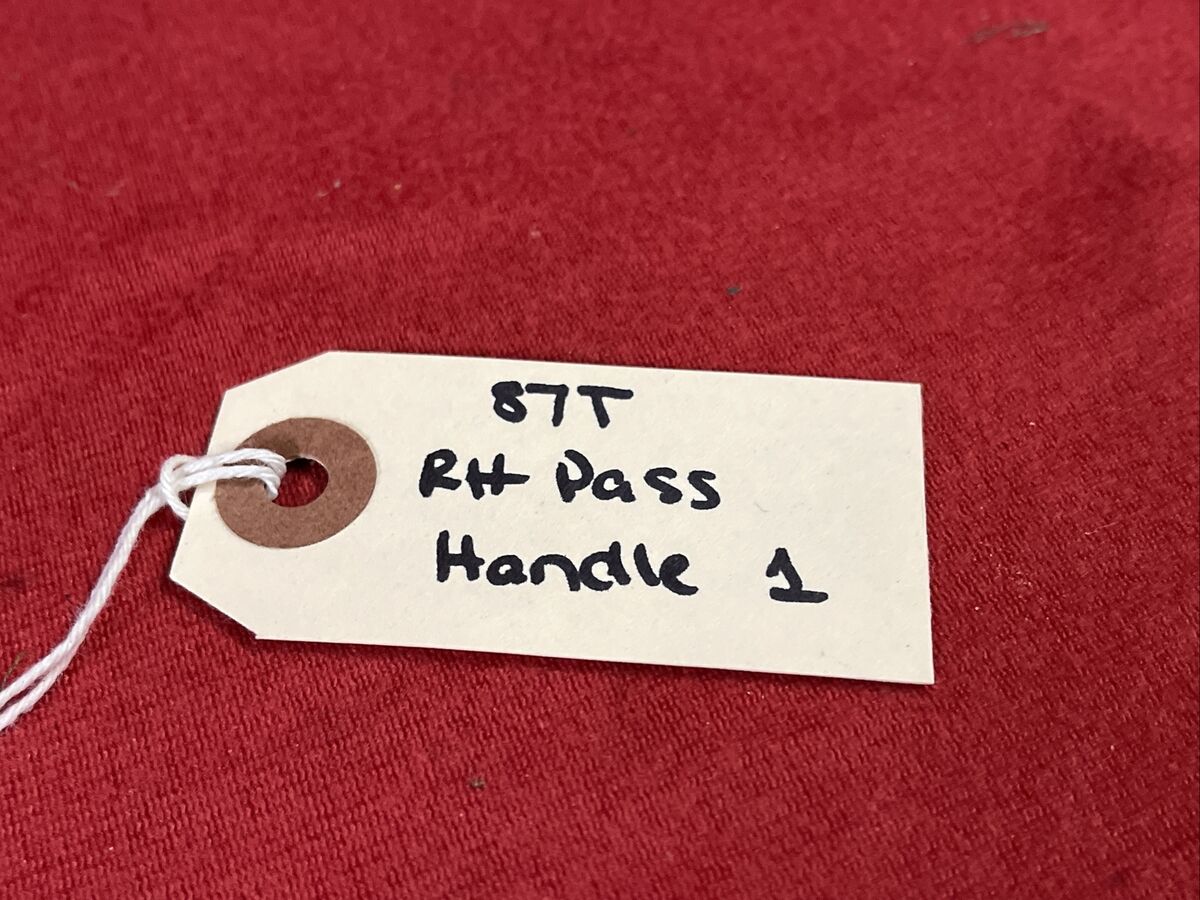 87T
RH Pass
Handle 1